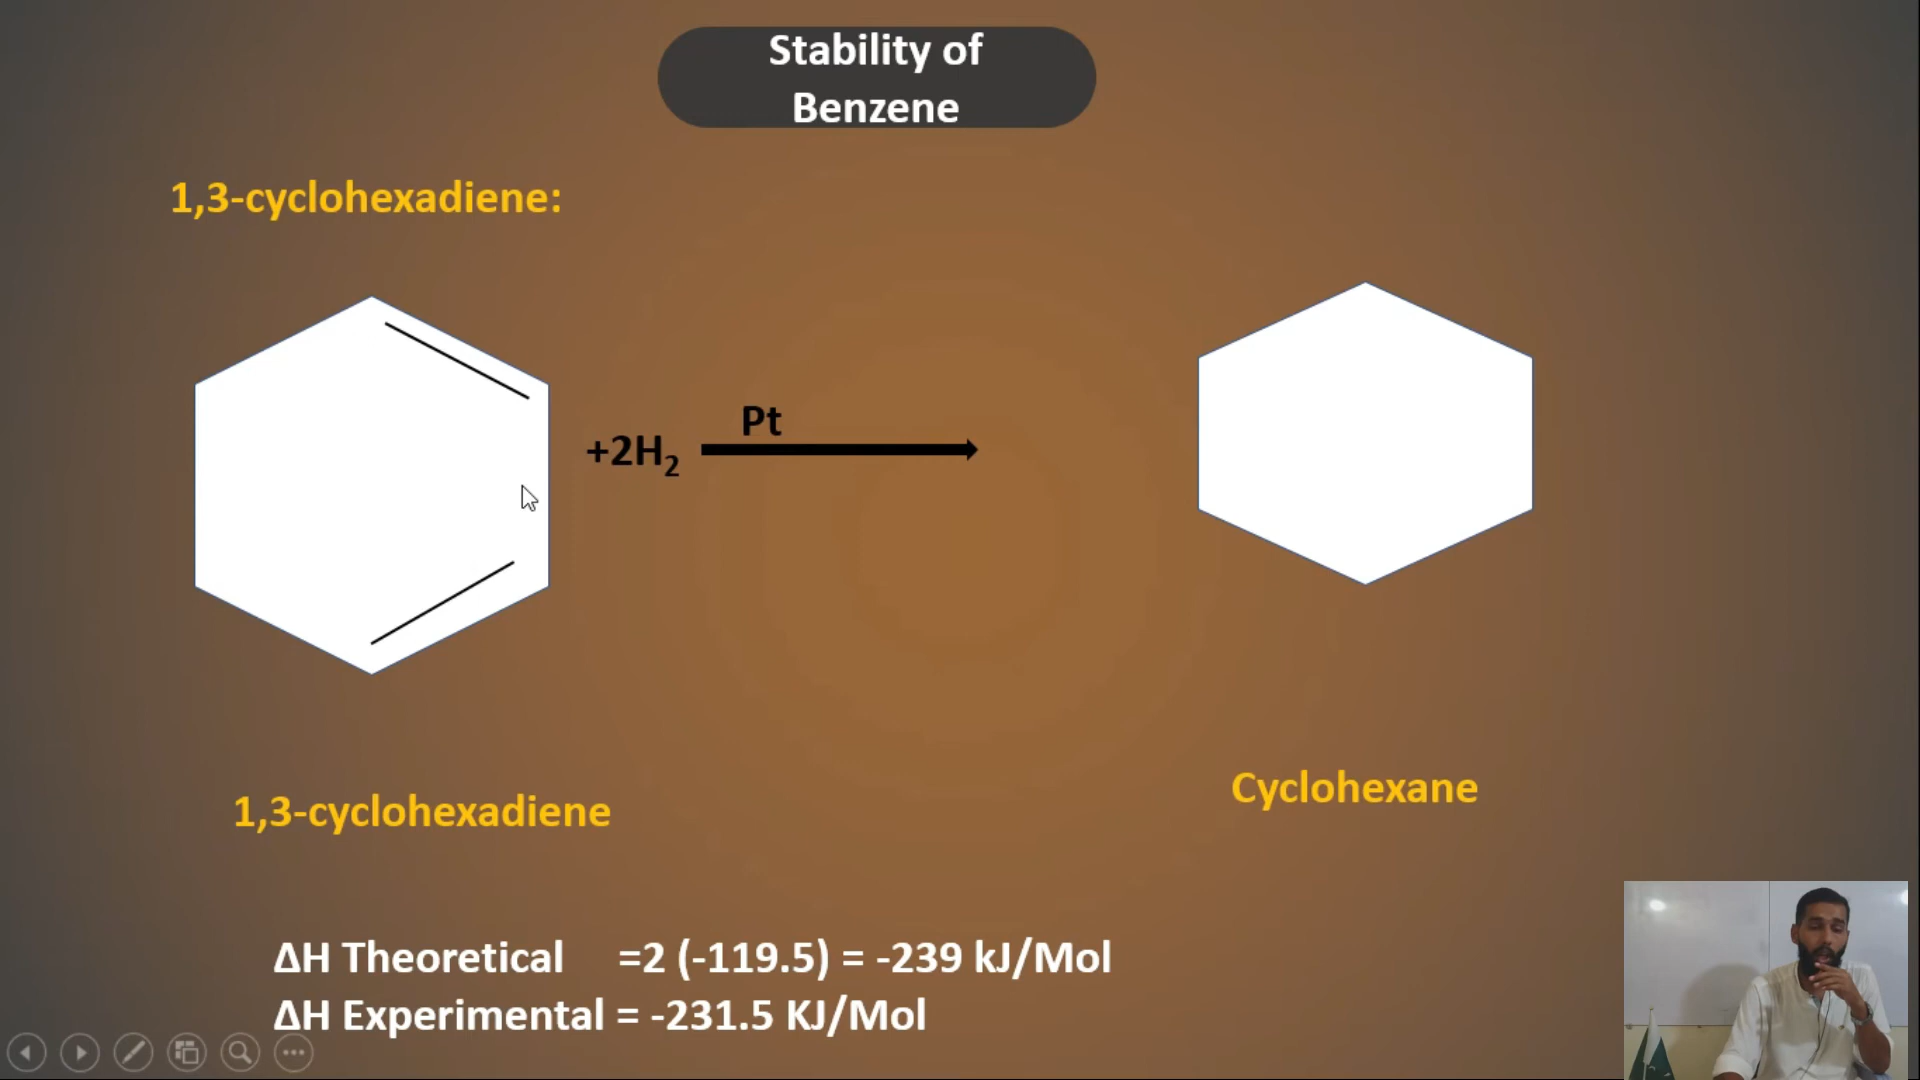 Stability of
Benzene
1,3-cyclohexadiene:
+2H₂
Pt
1,3-cyclohexadiene
Cyclohexane
ΔH Theoretical =2 (-119.5) = -239 kJ/Mol
ΔH Experimental = -231.5 KJ/Mol